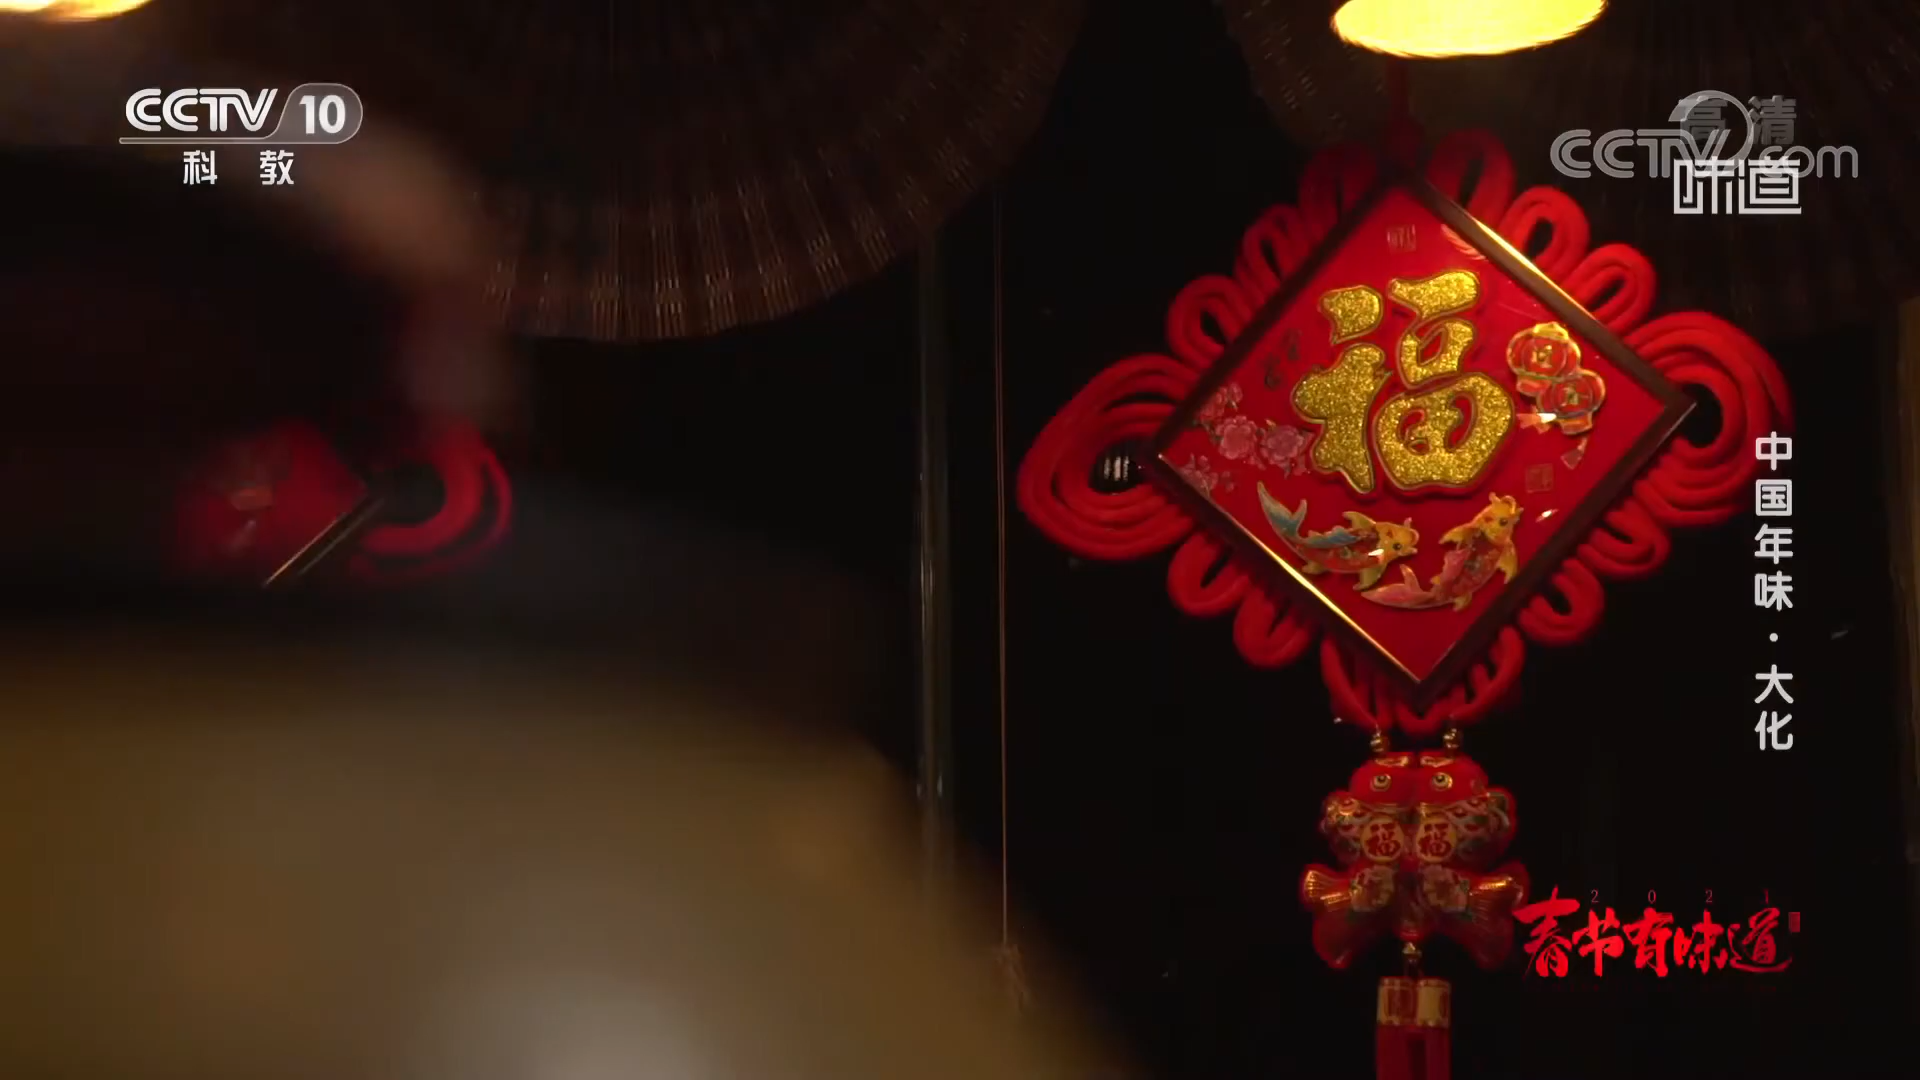 CCTV 10
科教
高清
CCTV.com
味道
福
中国年味·大化
福 福
2021
春节有味道